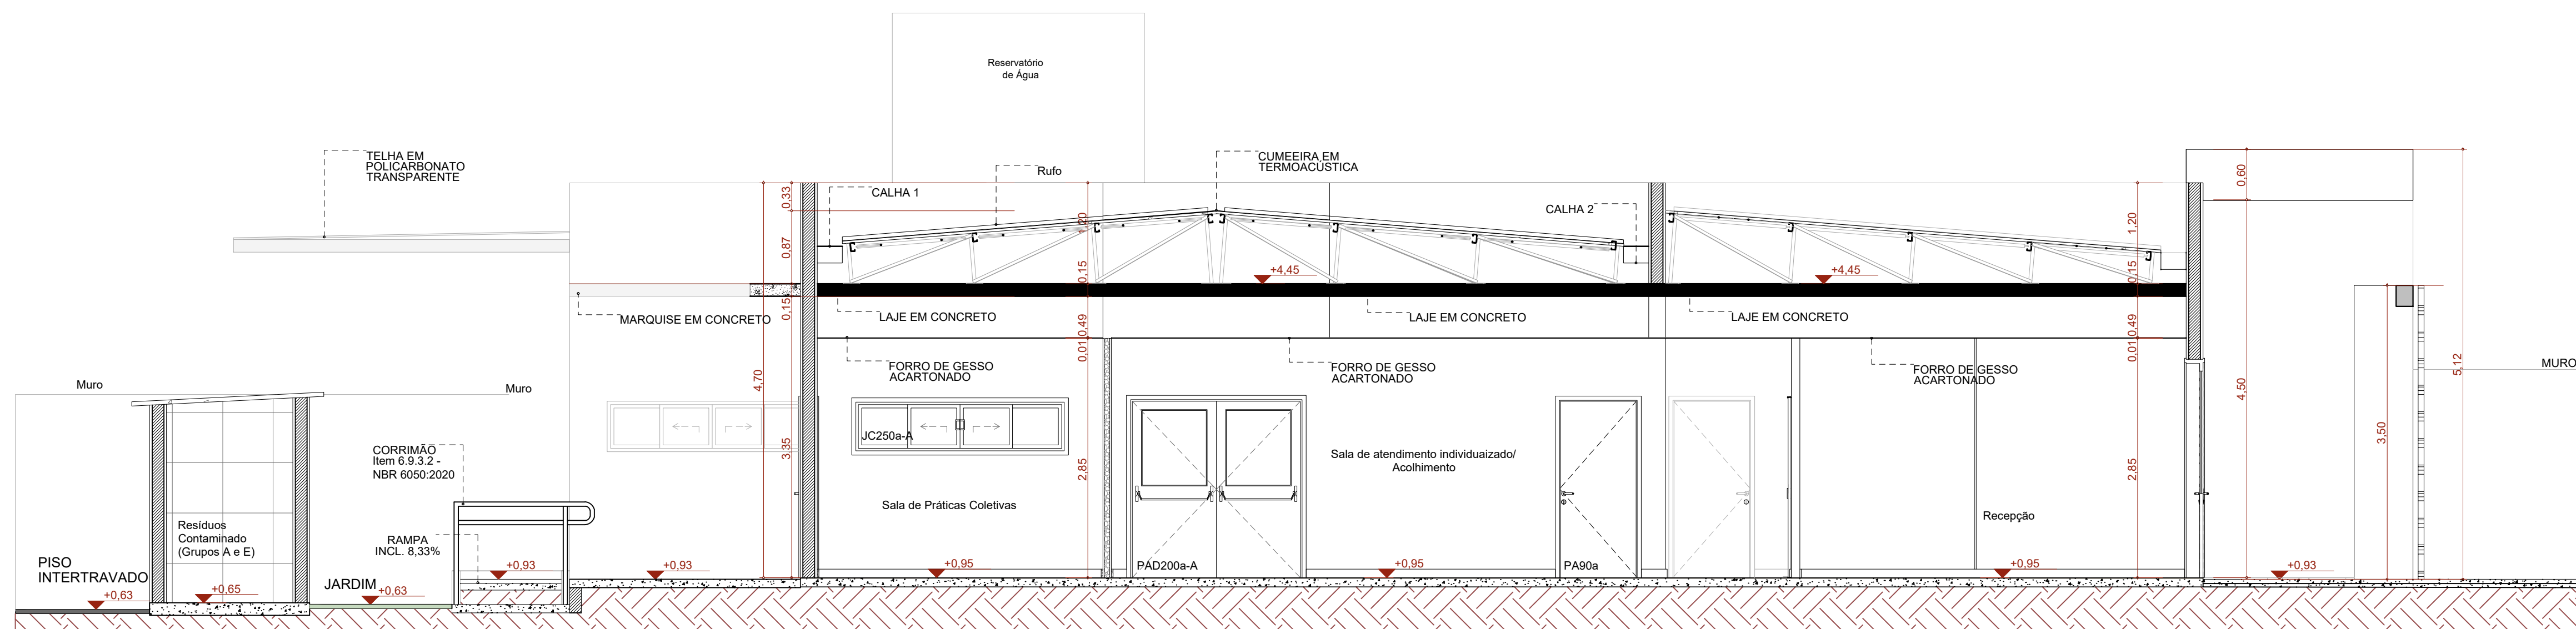 Reservatório
de Água
TELHA EM
POLICARBONATO
TRANSPARENTE
CUMEEIRA EM
TERMOACÚSTICA
Rufo
CALHA 1
CALHA 2
0,33
0,87
0,15
4,70
3,35
1,20
0,15
0,49
0,01
2,85
+4,45
+4,45
1,20
0,15
0,49
0,01
2,85
0,60
4,50
3,50
5,12
MARQUISE EM CONCRETO
LAJE EM CONCRETO
LAJE EM CONCRETO
LAJE EM CONCRETO
FORRO DE GESSO
ACARTONADO
FORRO DE GESSO
ACARTONADO
FORRO DE GESSO
ACARTONADO
MURO
Muro
Muro
CORRIMÃO
Item 6.9.3.2 -
NBR 6050:2020
JC250a-A
Sala de atendimento individuaizado/
Acolhimento
Sala de Práticas Coletivas
Recepção
Resíduos
Contaminado
(Grupos A e E)
RAMPA
INCL. 8,33%
PISO
INTERTRAVADO
JARDIM
PAD200a-A
PA90a
+0,63
+0,65
+0,63
+0,93
+0,93
+0,95
+0,95
+0,95
+0,93